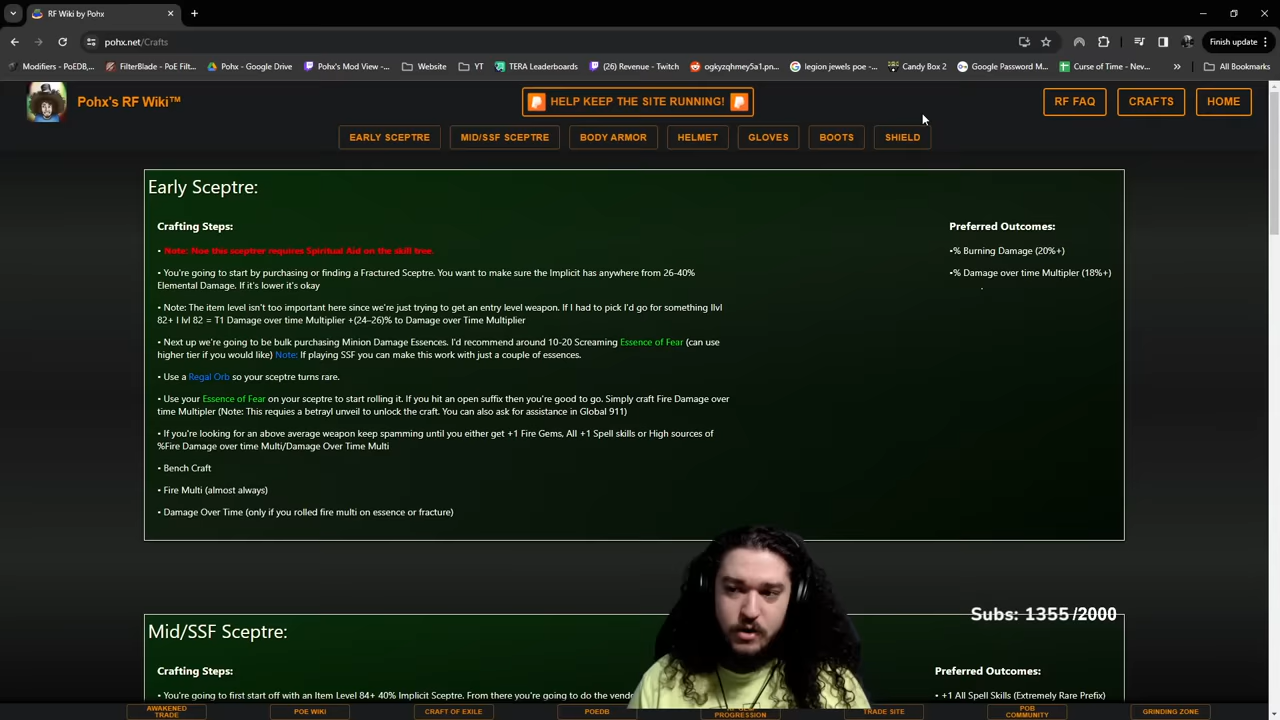 RF Wiki by Pohx
pohx.net/Crafts
Finish update
Modifiers - PoEDB,...
FilterBlade - PoE Filt...
Pohx - Google Drive
Pohx's Mod View -...
Website
YT
TERA Leaderboards
(26) Revenue - Twitch
ogkyzqhmey5a1.pn...
legion jewels poe -...
Candy Box 2
Google Password M...
Curse of Time - Nev...
All Bookmarks
Pohx's RF Wiki™
HELP KEEP THE SITE RUNNING!
RF FAQ
CRAFTS
HOME
EARLY SCEPTRE
MID/SSF SCEPTRE
BODY ARMOR
HELMET
GLOVES
BOOTS
SHIELD
Early Sceptre:
Crafting Steps:
• Note: Noe this sceptrer requires Spiritual Aid on the skill tree.
• You're going to start by purchasing or finding a Fractured Sceptre. You want to make sure the Implicit has anywhere from 26-40%
Elemental Damage. If it's lower it's okay
• Note: The item level isn't too important here since we're just trying to get an entry level weapon. If I had to pick I'd go for something Ilvl
82+ I lvl 82 = T1 Damage over time Multiplier +(24–26)% to Damage over Time Multiplier
• Next up we're going to be bulk purchasing Minion Damage Essences. I'd recommend around 10-20 Screaming Essence of Fear (can use
higher tier if you would like) Note: If playing SSF you can make this work with just a couple of essences.
• Use a Regal Orb so your sceptre turns rare.
• Use your Essence of Fear on your sceptre to start rolling it. If you hit an open suffix then you're good to go. Simply craft Fire Damage over
time Multipler (Note: This requies a betrayl unveil to unlock the craft. You can also ask for assistance in Global 911)
• If you're looking for an above average weapon keep spamming until you either get +1 Fire Gems, All +1 Spell skills or High sources of
%Fire Damage over time Multi/Damage Over Time Multi
• Bench Craft
• Fire Multi (almost always)
• Damage Over Time (only if you rolled fire multi on essence or fracture)
Preferred Outcomes:
•% Burning Damage (20%+)
•% Damage over time Multipler (18%+)
.
Subs: 1355/2000
Mid/SSF Sceptre:
Crafting Steps:
• You're going to first start off with an Item Level 84+ 40% Implicit Sceptre. From there you're going to do the vend
Preferred Outcomes:
• +1 All Spell Skills (Extremely Rare Prefix)
AWAKENED TRADE
POE WIKI
CRAFT OF EXILE
POEDB
PROGRESSION
TRADE SITE
POB COMMUNITY
GRINDING ZONE